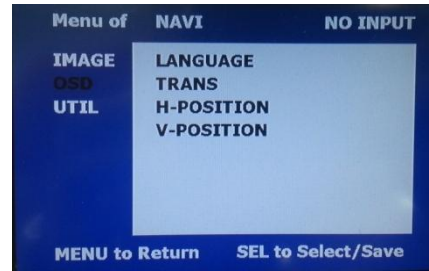 Menu of NAVI NO INPUT
IMAGE LANGUAGE
OSD TRANS
UTIL H-POSITION
V-POSITION
MENU to Return SEL to Select/Save